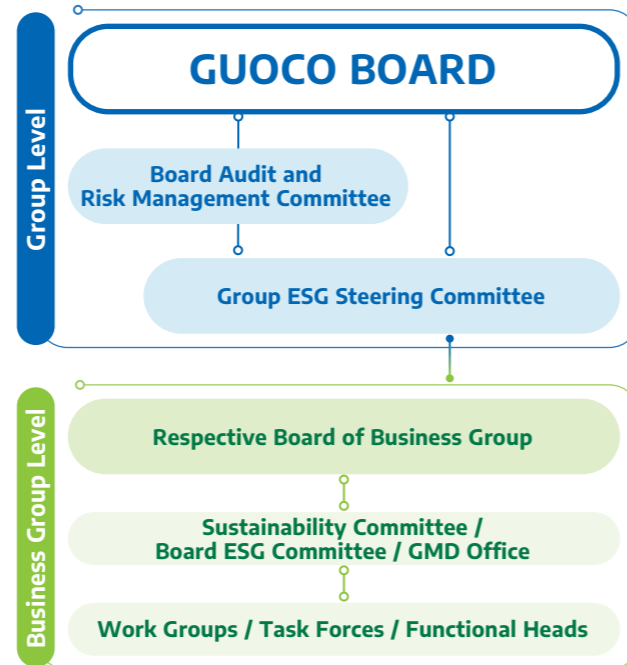 Group Level
GUOCO BOARD
Board Audit and
Risk Management Committee
Group ESG Steering Committee
Business Group Level
Respective Board of Business Group
Sustainability Committee /
Board ESG Committee / GMD Office
Work Groups / Task Forces / Functional Heads